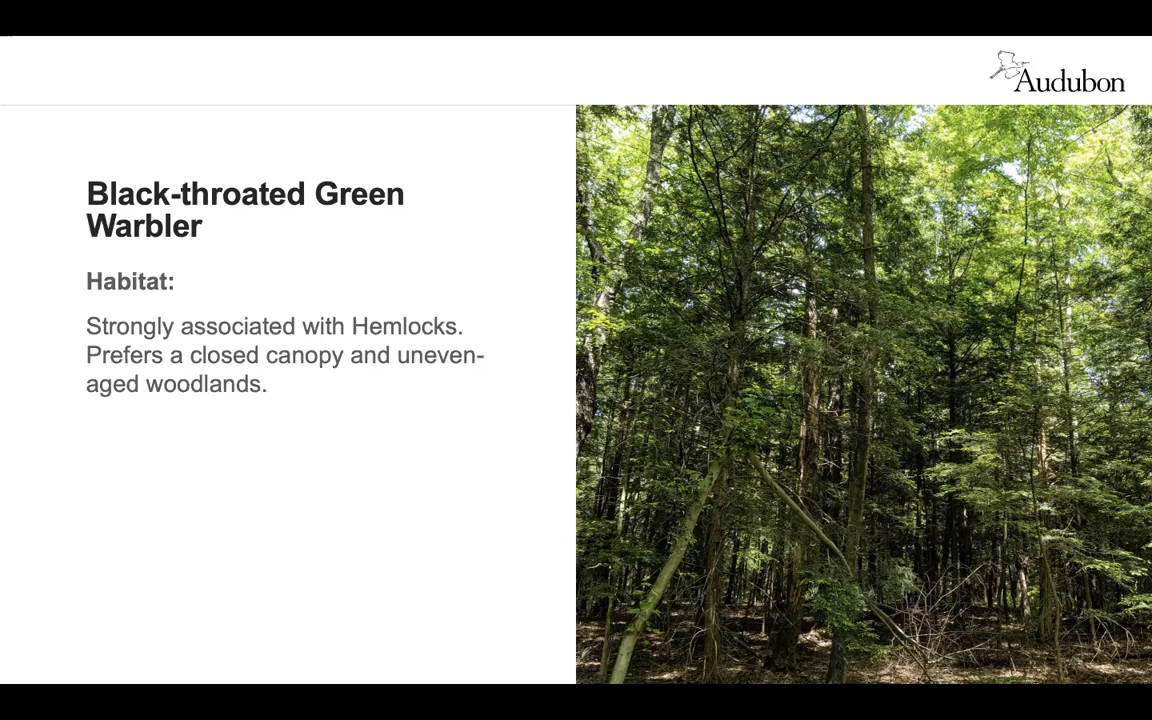 Audubon
Black-throated Green
Warbler
Habitat:
Strongly associated with Hemlocks.
Prefers a closed canopy and uneven-
aged woodlands.